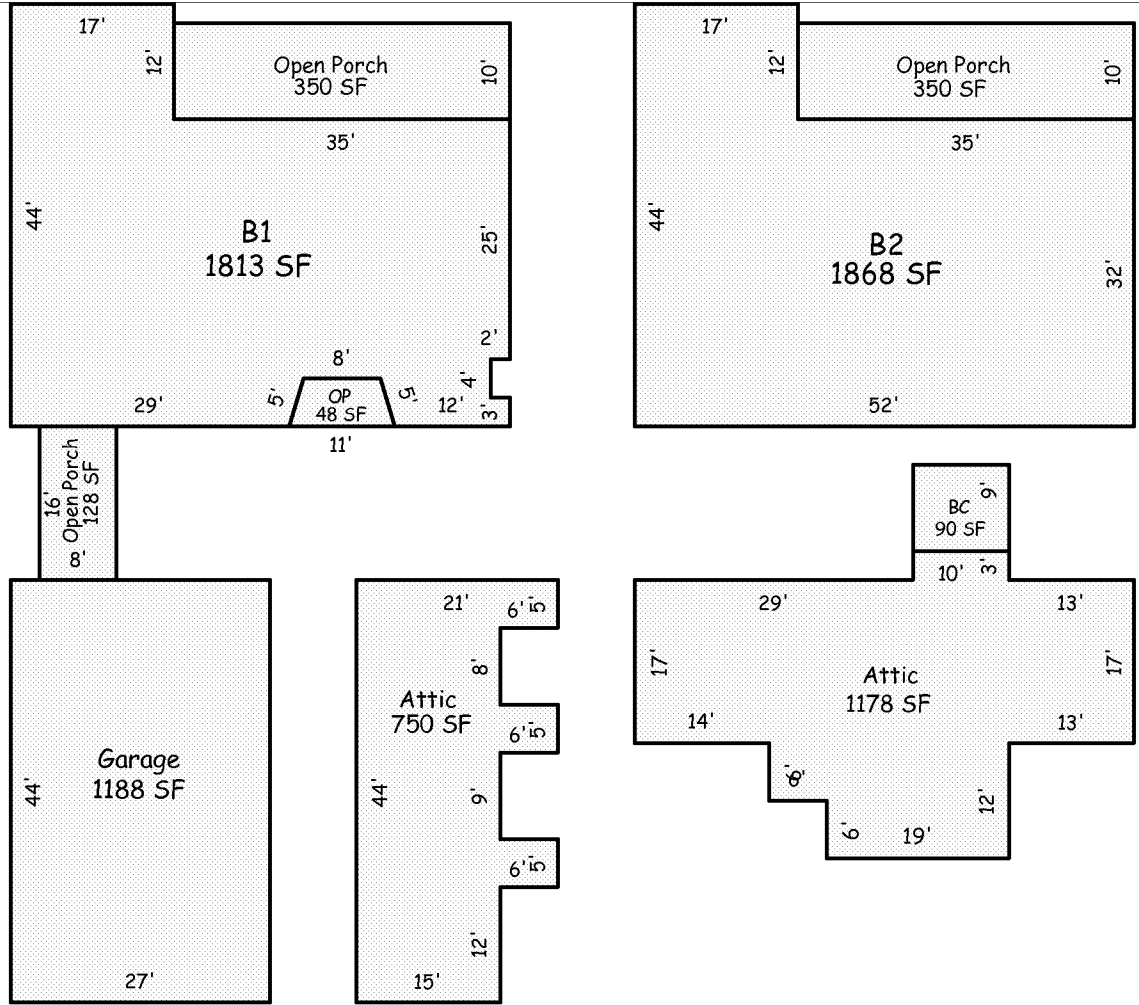 17'
12'
Open Porch
350 SF
10'
35'
44'
B1
1813 SF
25'
2'
8'
4'
5'
OP
48 SF
5'
29'
12'
3'
11'
17'
12'
Open Porch
350 SF
10'
35'
44'
B2
1868 SF
32'
52'
16'
Open Porch
128 SF
8'
BC
90 SF
9'
10'
3'
44'
Garage
1188 SF
27'
21'
6'
5'
8'
Attic
750 SF
6'
5'
44'
9'
6'
5'
12'
15'
29'
13'
17'
Attic
1178 SF
17'
14'
13'
6'
6'
12'
6'
19'